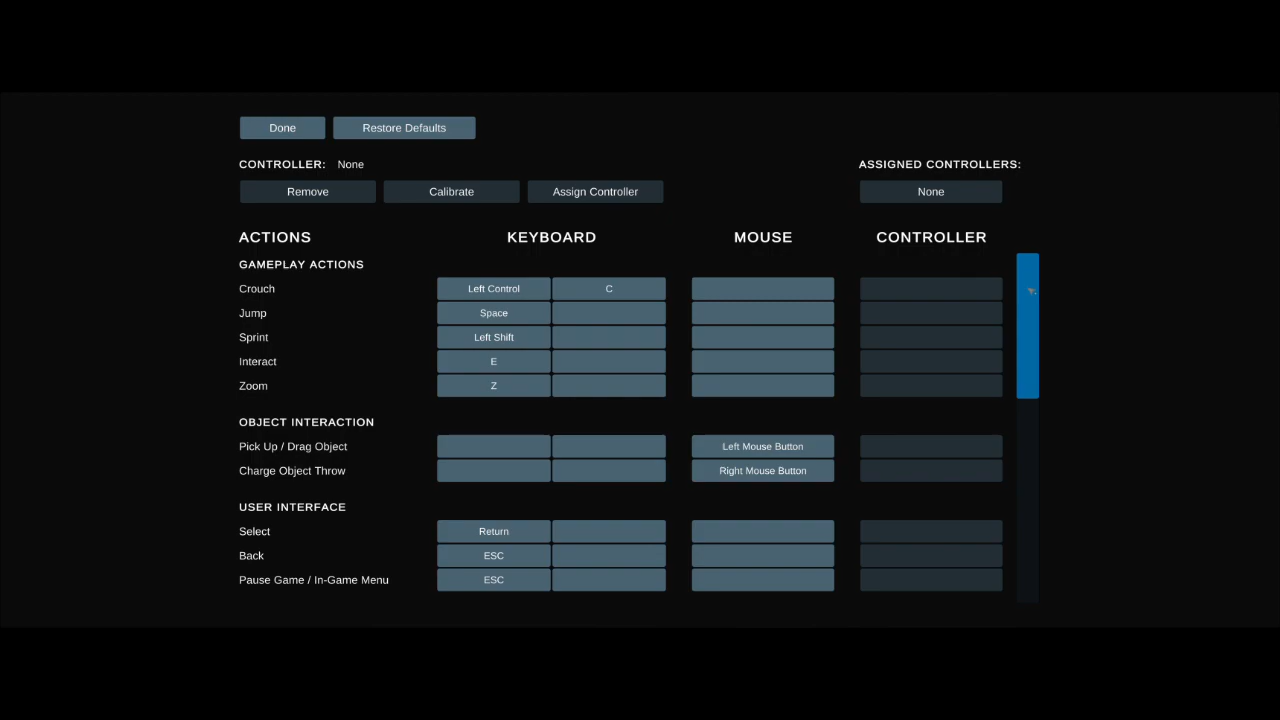 Done Restore Defaults
CONTROLLER: None ASSIGNED CONTROLLERS:
Remove Calibrate Assign Controller None
ACTIONS KEYBOARD MOUSE CONTROLLER
GAMEPLAY ACTIONS
Crouch Left Control C
Jump Space
Sprint Left Shift
Interact E
Zoom Z
OBJECT INTERACTION
Pick Up / Drag Object Left Mouse Button
Charge Object Throw Right Mouse Button
USER INTERFACE
Select Return
Back ESC
Pause Game / In-Game Menu ESC